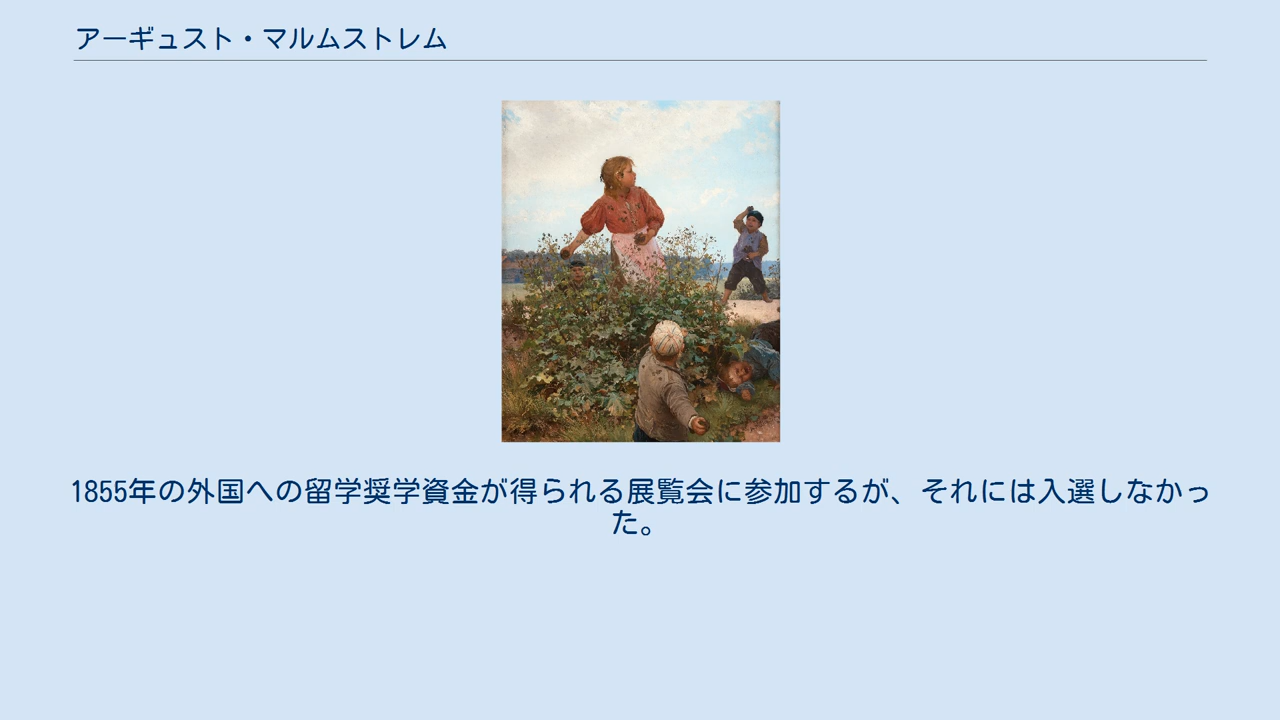 アーギュスト・マルムストレム
1855年の外国への留学奨学資金が得られる展覧会に参加するが、それには入選しなかっ
た。